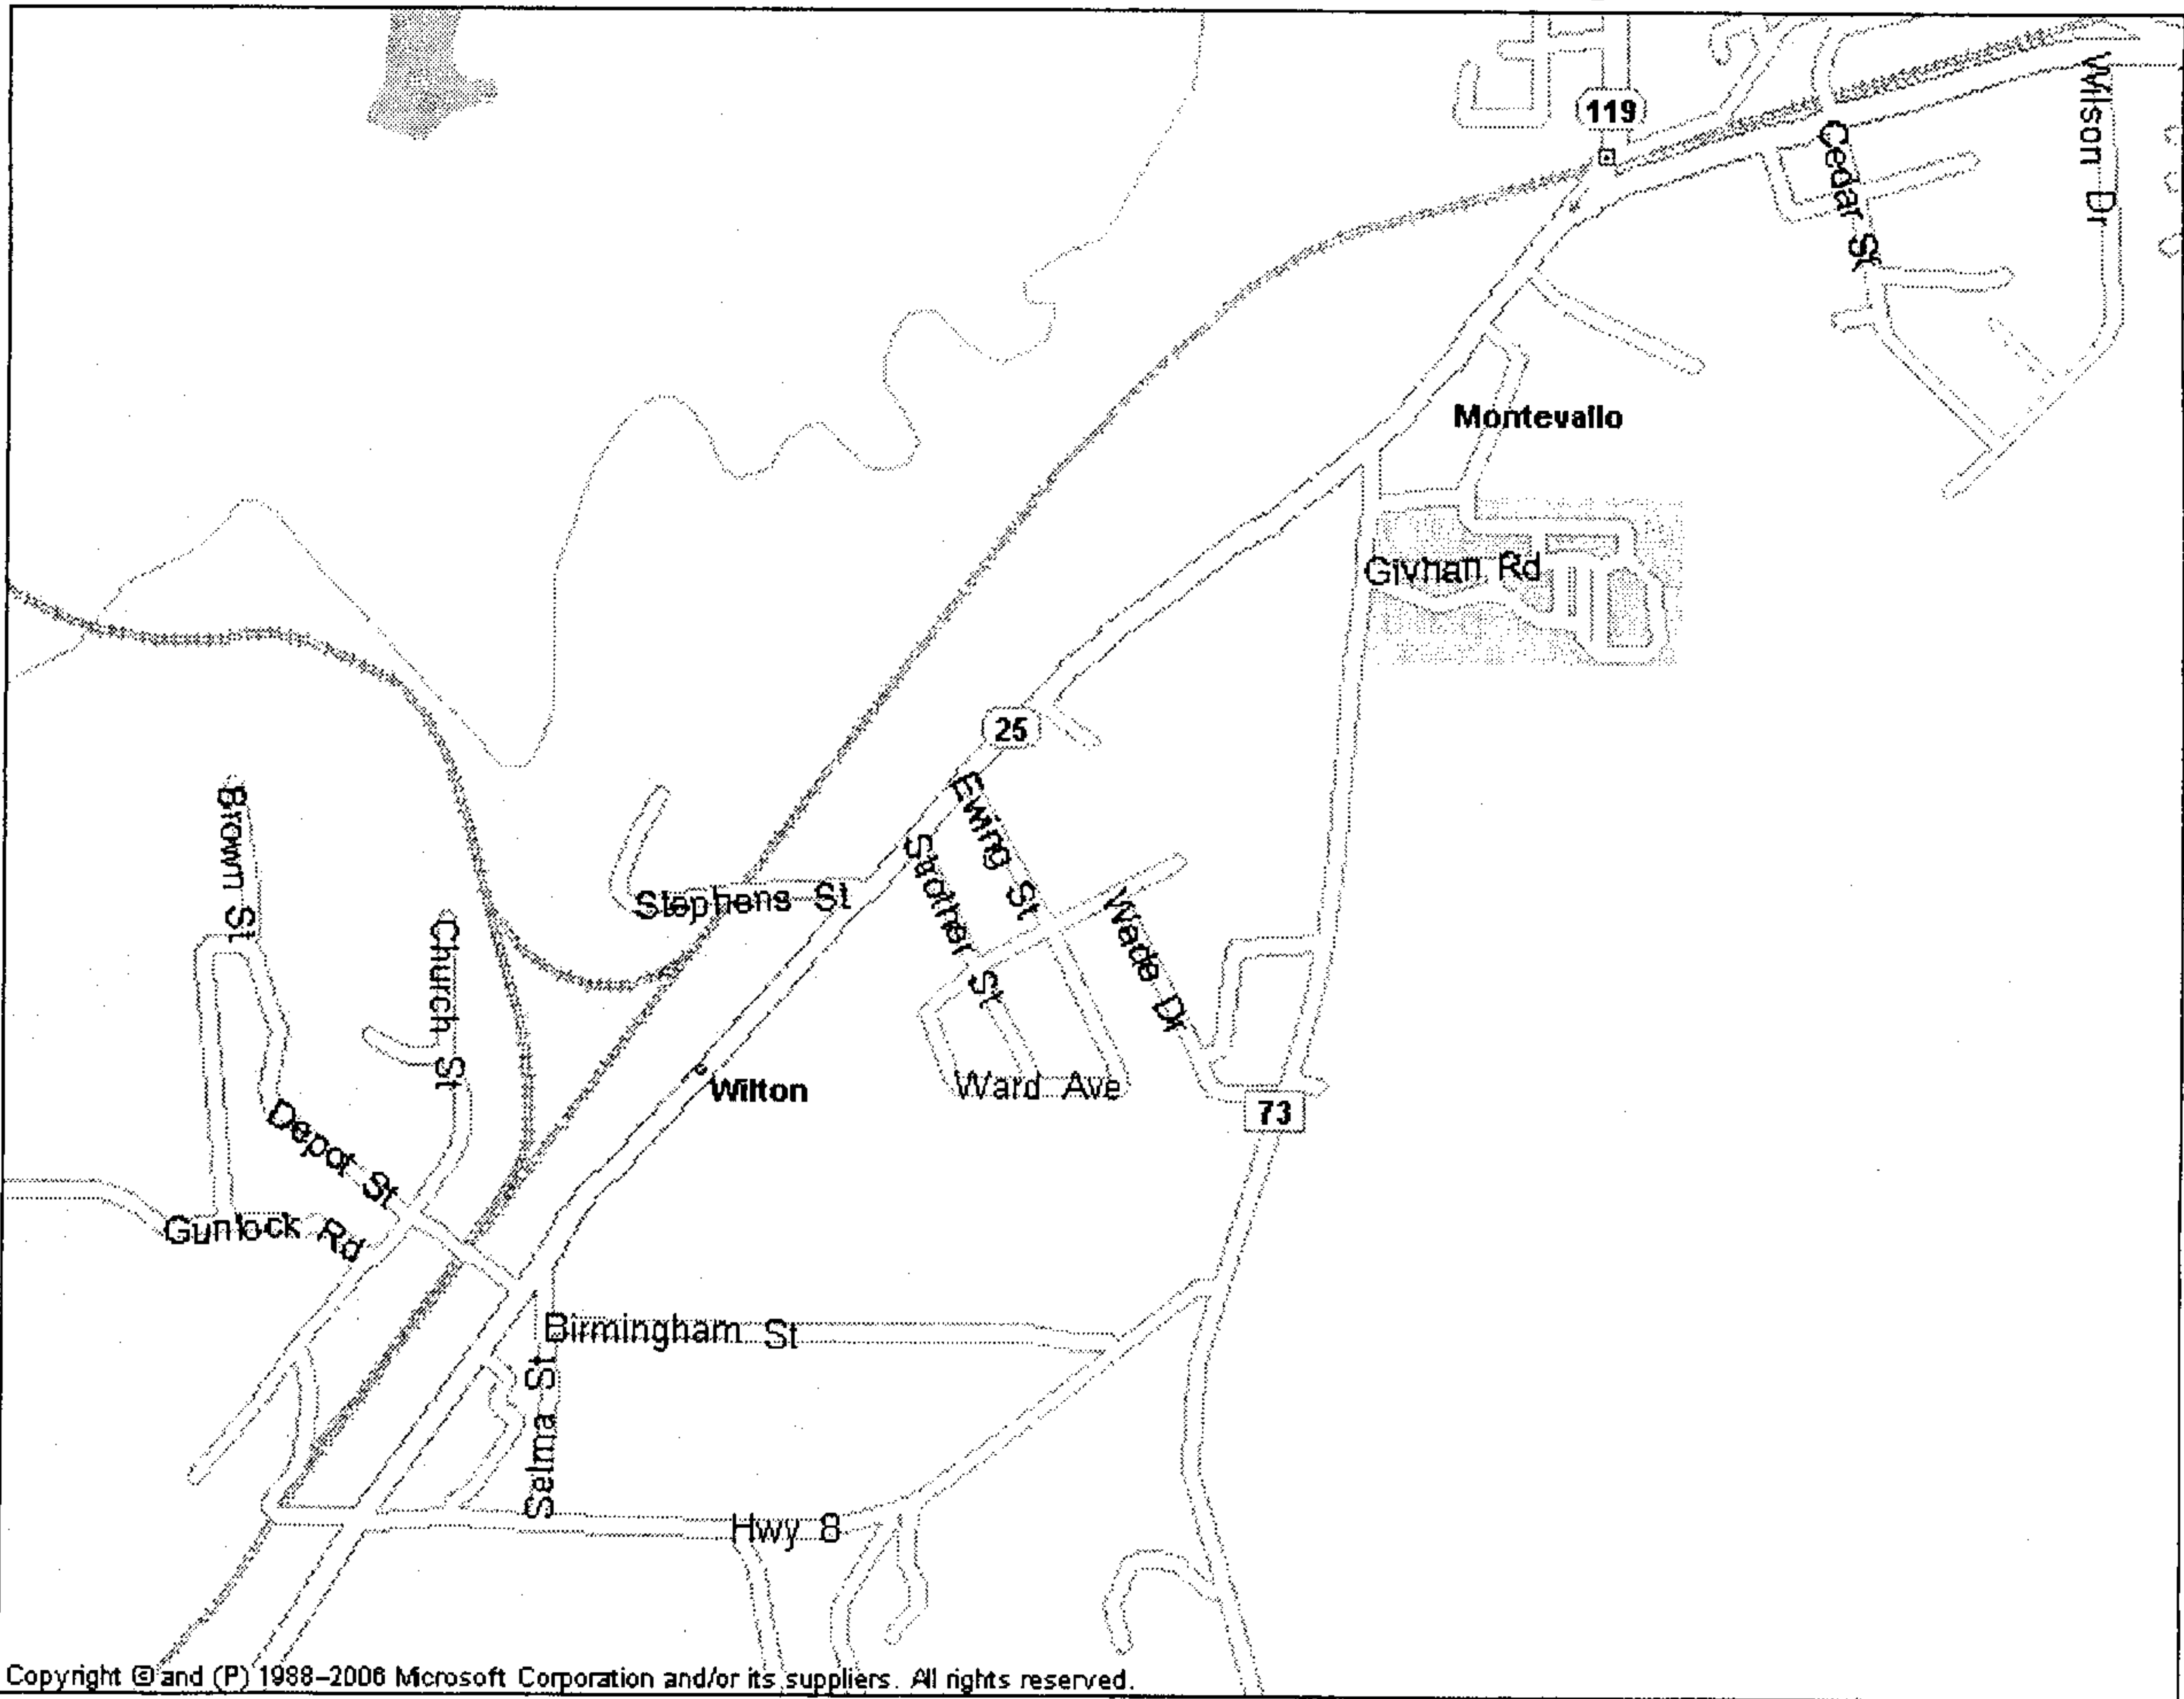 119
Wilson Dr
Cedar St
Montevallo
Givhan Rd
25
Ewing St
Brown St
Stephens St
Wade Dr
Church St
Ward Ave
Wilton
73
Depot St
Gunlock Rd
Birmingham St
Selma St
Hwy 8
Copyright © and (P) 1988–2006 Microsoft Corporation and/or its suppliers. All rights reserved.